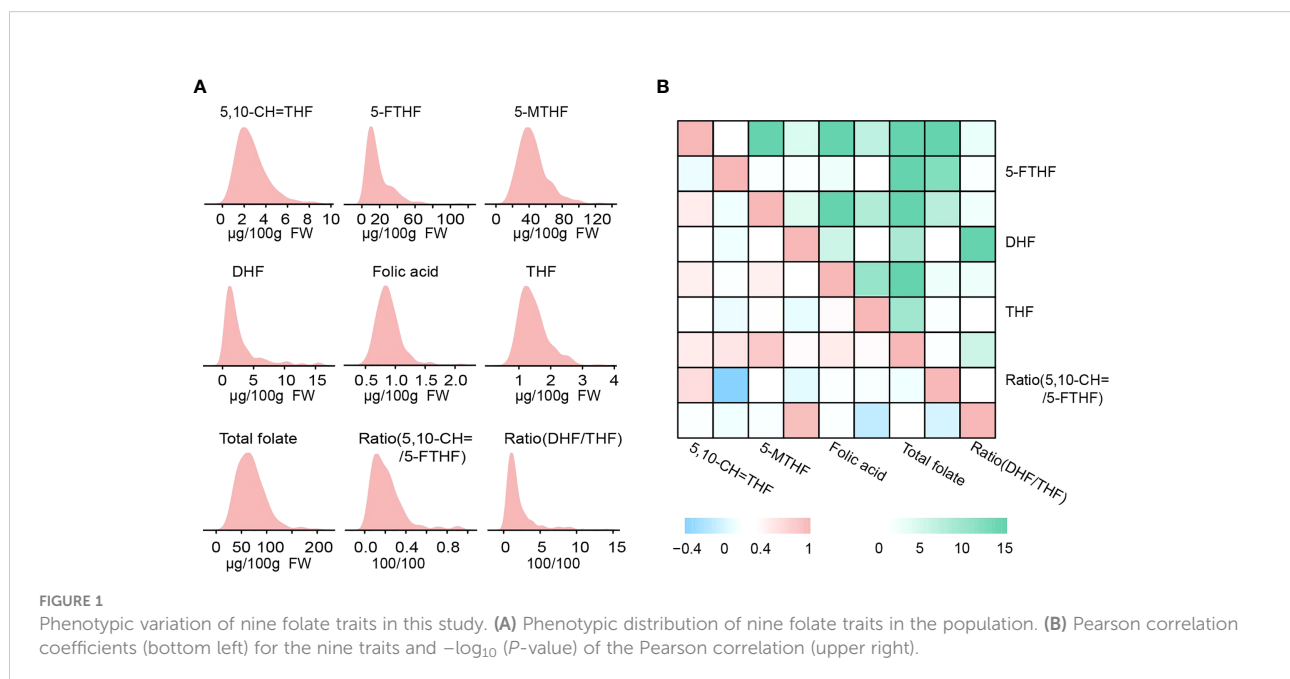 A
5,10-CH=THF
5-FTHF
5-MTHF
0 2 4 6 8 10
0 20 60 100
0 40 80 120
µg/100g FW
µg/100g FW
µg/100g FW
DHF
Folic acid
THF
0 5 10 15
0.5 1.0 1.5 2.0
1 2 3 4
µg/100g FW
µg/100g FW
µg/100g FW
Total folate
Ratio(5,10-CH=
/5-FTHF)
Ratio(DHF/THF)
0 50 100 200
0.0 0.4 0.8
0 5 10 15
µg/100g FW
100/100
100/100
B
5-FTHF
DHF
THF
Ratio(5,10-CH=
/5-FTHF)
5,10-CH=THF
5-MTHF
Folic acid
Total folate
Ratio(DHF/THF)
−0.4 0 0.4 1
0 5 10 15
FIGURE 1
Phenotypic variation of nine folate traits in this study. (A) Phenotypic distribution of nine folate traits in the population. (B) Pearson correlation
coefficients (bottom left) for the nine traits and −log10 (P-value) of the Pearson correlation (upper right).